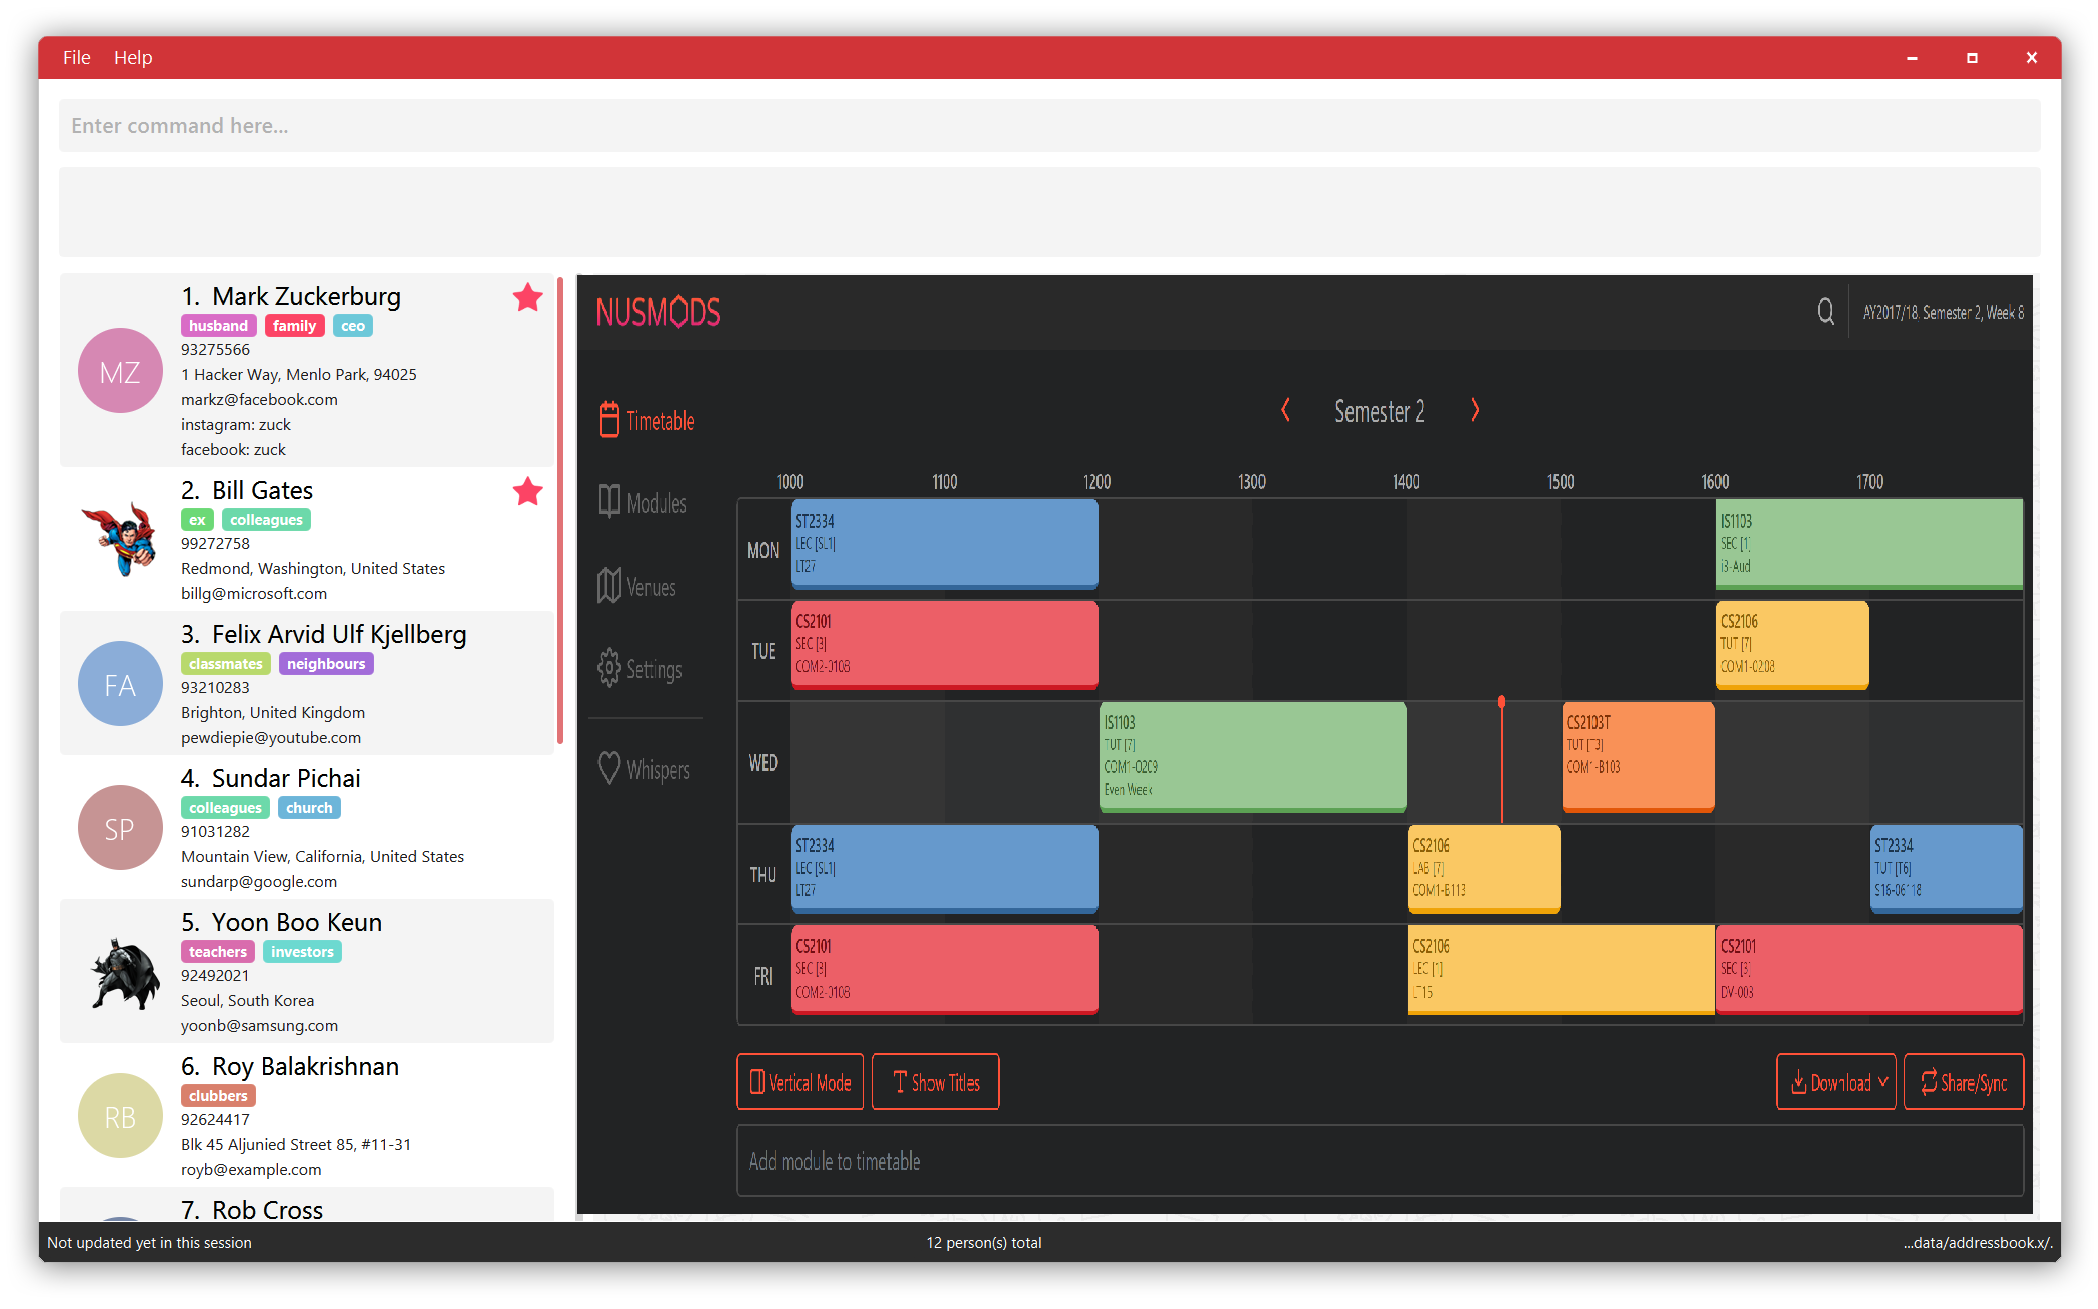 File Help
Enter command here...
1. Mark Zuckerburg
husband family ceo
MZ
93275566
1 Hacker Way, Menlo Park, 94025
markz@facebook.com
instagram: zuck
facebook: zuck
2. Bill Gates
ex colleagues
99272758
Redmond, Washington, United States
billg@microsoft.com
3. Felix Arvid Ulf Kjellberg
classmates neighbours
FA
93210283
Brighton, United Kingdom
pewdiepie@youtube.com
4. Sundar Pichai
colleagues church
SP
91031282
Mountain View, California, United States
sundarp@google.com
5. Yoon Boo Keun
teachers investors
92492021
Seoul, South Korea
yoonb@samsung.com
6. Roy Balakrishnan
clubbers
RB
92624417
Blk 45 Aljunied Street 85, #11-31
royb@example.com
7. Rob Cross
NUSMODS
AY2017/18. Semester 2, Week 8
Timetable
Modules
Venues
Settings
Whispers
Semester 2
1000 1100 1200 1300 1400 1500 1600 1700
MON
ST2334
LEC [SL1]
LT27
IS1103
SEC [1]
i3-Aud
TUE
CS2101
SEC [3]
COM2-0108
CS2106
TUT [7]
COM1-0208
WED
IS1103
TUT [7]
COM1-0209
Even Week
CS2103T
TUT [T3]
COM1-B103
THU
ST2334
LEC [SL1]
LT27
CS2106
LAB [7]
COM1-B113
ST2334
TUT [T6]
S16-06118
FRI
CS2101
SEC [3]
COM2-0108
CS2106
LEC [1]
LT15
CS2101
SEC [3]
DV-003
Vertical Mode
Show Titles
Download
Share/Sync
Add module to timetable
Not updated yet in this session
12 person(s) total
...data/addressbook.x/.